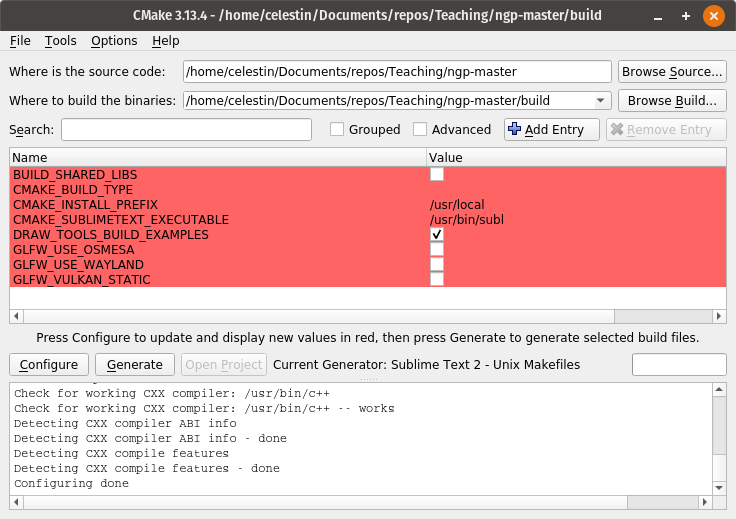 CMake 3.13.4 - /home/celestin/Documents/repos/Teaching/ngp-master/build
File Tools Options Help
Where is the source code: /home/celestin/Documents/repos/Teaching/ngp-master Browse Source...
Where to build the binaries: /home/celestin/Documents/repos/Teaching/ngp-master/build Browse Build...
Search: Grouped Advanced Add Entry Remove Entry
Name Value
BUILD_SHARED_LIBS
CMAKE_BUILD_TYPE
CMAKE_INSTALL_PREFIX /usr/local
CMAKE_SUBLIMETEXT_EXECUTABLE /usr/bin/subl
DRAW_TOOLS_BUILD_EXAMPLES
GLFW_USE_OSMESA
GLFW_USE_WAYLAND
GLFW_VULKAN_STATIC
Press Configure to update and display new values in red, then press Generate to generate selected build files.
Configure Generate Open Project Current Generator: Sublime Text 2 - Unix Makefiles
Check for working CXX compiler: /usr/bin/c++
Check for working CXX compiler: /usr/bin/c++ -- works
Detecting CXX compiler ABI info
Detecting CXX compiler ABI info - done
Detecting CXX compile features
Detecting CXX compile features - done
Configuring done